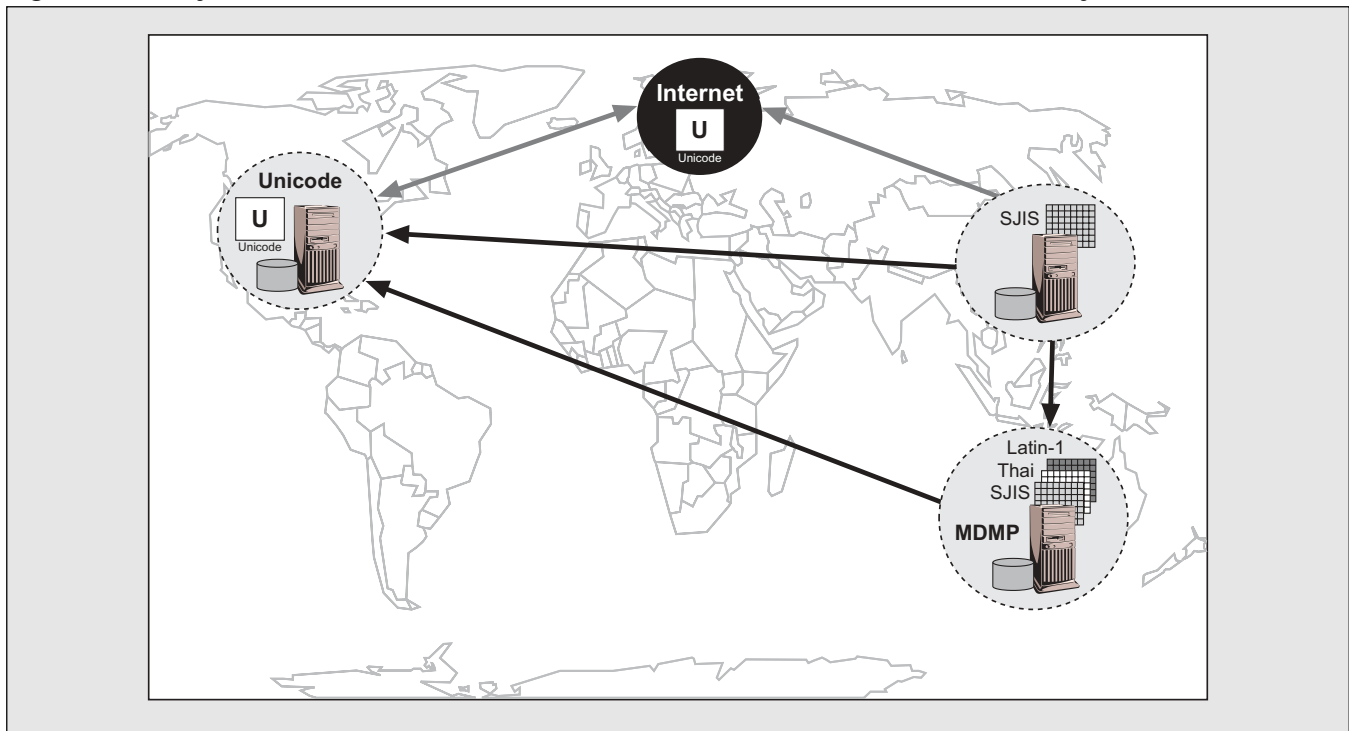 Internet
U
Unicode
Unicode
U
Unicode
SJIS
Latin-1
Thai
SJIS
MDMP